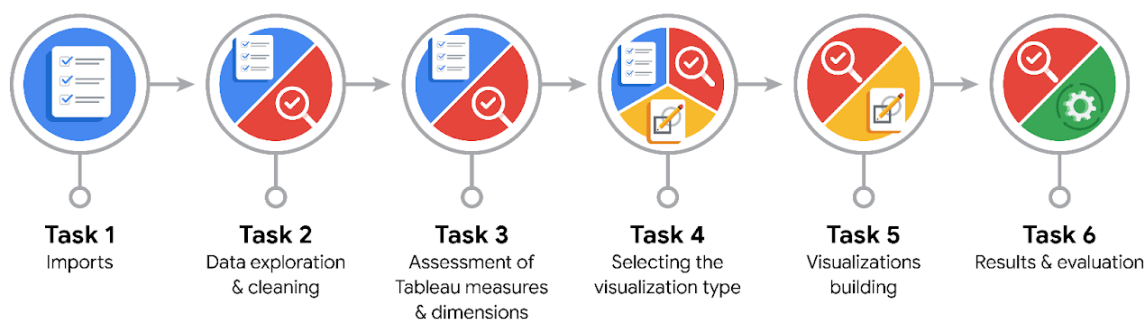 Task 1
Imports
Task 2
Data exploration
& cleaning
Task 3
Assessment of
Tableau measures
& dimensions
Task 4
Selecting the
visualization type
Task 5
Visualizations
building
Task 6
Results & evaluation